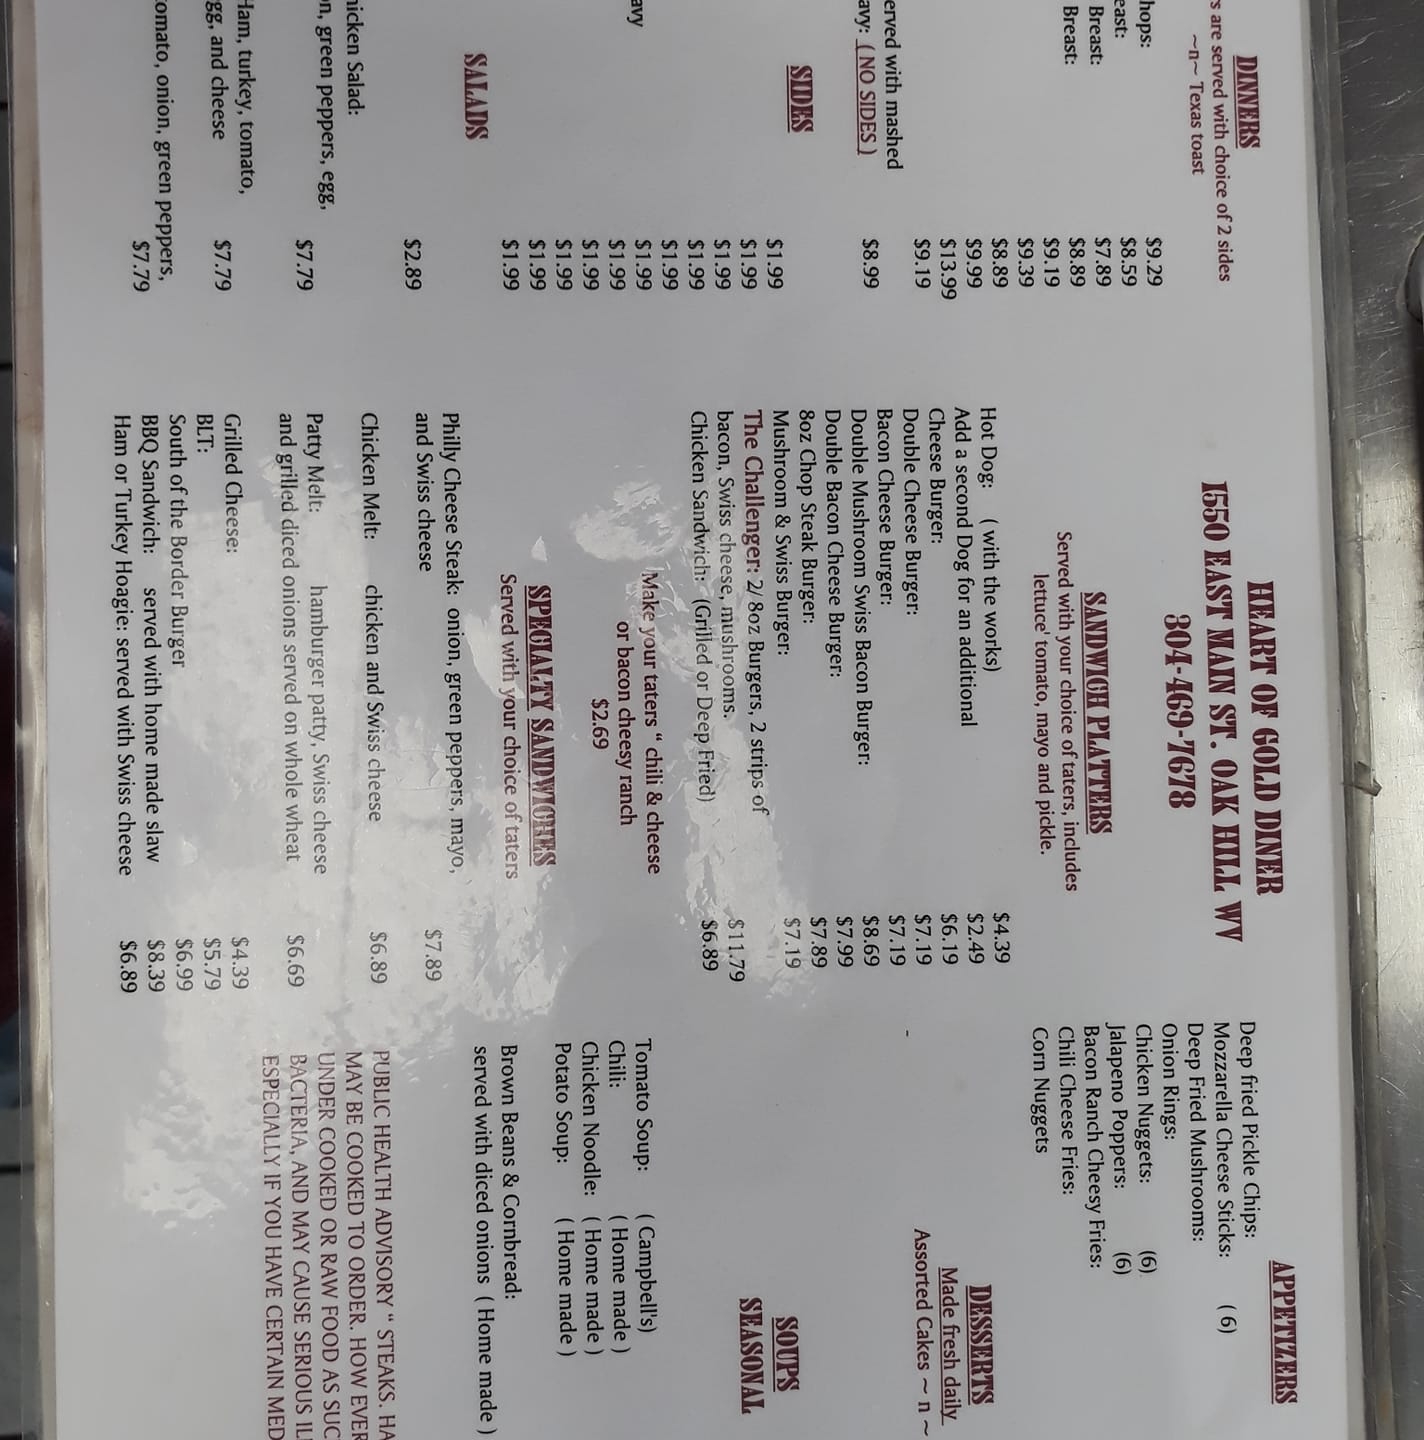 DINNERS
s are served with choice of 2 sides
~n~ Texas toast
hops: $9.29
east: $8.59
Breast: $7.89
Breast: $8.89
$9.19
$9.39
$8.89
$9.99
$13.99
$9.19
erved with mashed
avy: ( NO SIDES ) $8.99
SIDES
$1.99
$1.99
$1.99
$1.99
$1.99
avy $1.99
$1.99
$1.99
$1.99
$1.99
$1.99
SALADS
$2.89
hicken Salad:
n, green peppers, egg,
$7.79
Ham, turkey, tomato,
gg, and cheese $7.79
omato, onion, green peppers,
$7.79
HEART OF GOLD DINER
1550 EAST MAIN ST. OAK HILL WV
304-469-7678
SANDWICH PLATTERS
Served with your choice of taters, includes
lettuce' tomato, mayo and pickle.
Hot Dog: ( with the works) $4.39
Add a second Dog for an additional $2.49
Cheese Burger: $6.19
Double Cheese Burger: $7.19
Bacon Cheese Burger: $7.19
Double Mushroom Swiss Bacon Burger: $8.69
Double Bacon Cheese Burger: $7.99
8oz Chop Steak Burger: $7.89
Mushroom & Swiss Burger: $7.19
The Challenger: 2/ 8oz Burgers, 2 strips of
bacon, Swiss cheese, mushrooms. $11.79
Chicken Sandwich: (Grilled or Deep Fried) $6.89
Make your taters “ chili & cheese
or bacon cheesy ranch
$2.69
SPECIALTY SANDWICHES
Served with your choice of taters
Philly Cheese Steak: onion, green peppers, mayo,
and Swiss cheese $7.89
Chicken Melt: chicken and Swiss cheese $6.89
Patty Melt: hamburger patty, Swiss cheese
and grilled diced onions served on whole wheat $6.69
Grilled Cheese: $4.39
BLT: $5.79
South of the Border Burger $6.99
BBQ Sandwich: served with home made slaw $8.39
Ham or Turkey Hoagie: served with Swiss cheese $6.89
APPETIZERS
Deep fried Pickle Chips:
Mozzarella Cheese Sticks: ( 6)
Deep Fried Mushrooms:
Onion Rings:
Chicken Nuggets: (6)
Jalapeno Poppers: (6)
Bacon Ranch Cheesy Fries:
Chili Cheese Fries:
Corn Nuggets
DESSERTS
Made fresh daily
Assorted Cakes ~ n ~
SOUPS
SEASONAL
Tomato Soup: ( Campbell's)
Chili: ( Home made )
Chicken Noodle: ( Home made )
Potato Soup: ( Home made )
Brown Beans & Cornbread:
served with diced onions ( Home made )
PUBLIC HEALTH ADVISORY “ STEAKS. HA
MAY BE COOKED TO ORDER. HOW EVER
UNDER COOKED OR RAW FOOD AS SUC
BACTERIA, AND MAY CAUSE SERIOUS IL
ESPECIALLY IF YOU HAVE CERTAIN MED